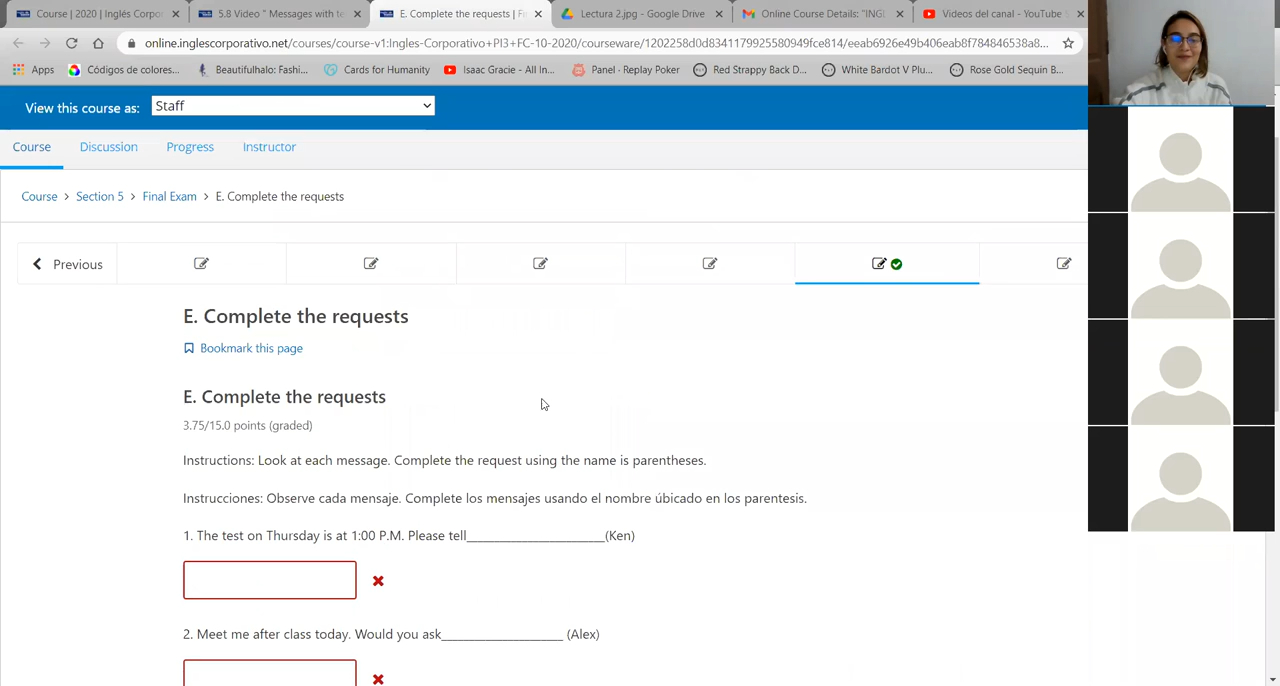 Course | 2020 | Inglés Corpo
5.8 Video " Messages with te
E. Complete the requests | Fi
Lectura 2.jpg - Google Drive
Online Course Details: "INGL
Videos del canal - YouTube
online.inglescorporativo.net/courses/course-v1:Ingles-Corporativo+PI3+FC-10-2020/courseware/1202258d0d8341179925580949fce814/eeab6926e49b406eab8f784846538a8...
Apps
Códigos de colores...
Beautifulhalo: Fashi...
Cards for Humanity
Isaac Gracie - All In...
Panel · Replay Poker
Red Strappy Back D...
White Bardot V Plu...
Rose Gold Sequin B...
View this course as: Staff
Course Discussion Progress Instructor
Course > Section 5 > Final Exam > E. Complete the requests
Previous
E. Complete the requests
Bookmark this page
E. Complete the requests
3.75/15.0 points (graded)
Instructions: Look at each message. Complete the request using the name is parentheses.
Instrucciones: Observe cada mensaje. Complete los mensajes usando el nombre úbicado en los parentesis.
1. The test on Thursday is at 1:00 P.M. Please tell____________________(Ken)
2. Meet me after class today. Would you ask__________________ (Alex)